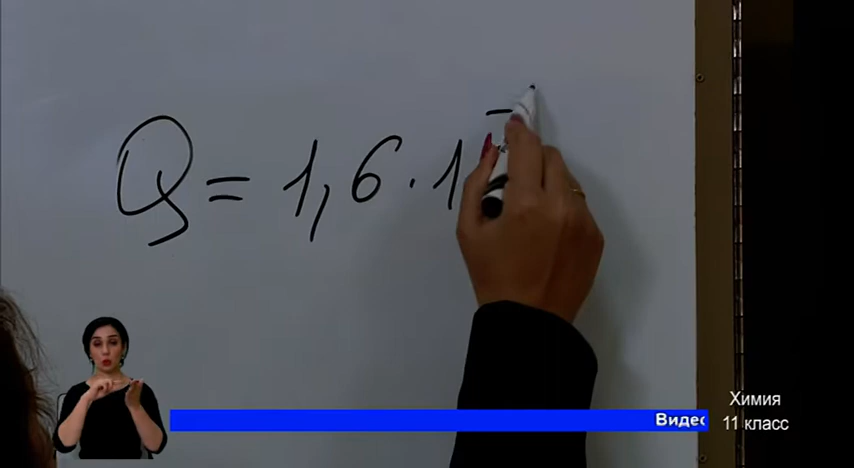 Q = 1,6 · 1 -
Химия
11 класс
Видео